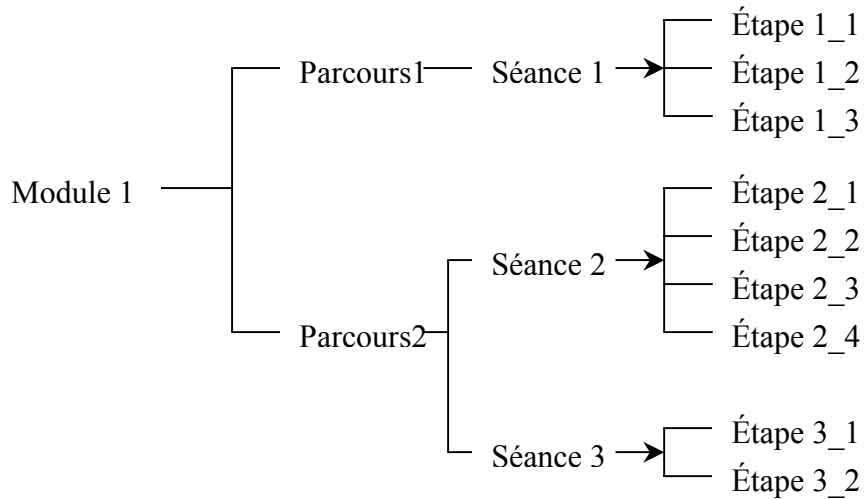 Étape 1_1
Parcours1 Séance 1 Étape 1_2
Étape 1_3
Module 1 Étape 2_1
Étape 2_2
Séance 2
Étape 2_3
Parcours2 Étape 2_4
Étape 3_1
Séance 3
Étape 3_2